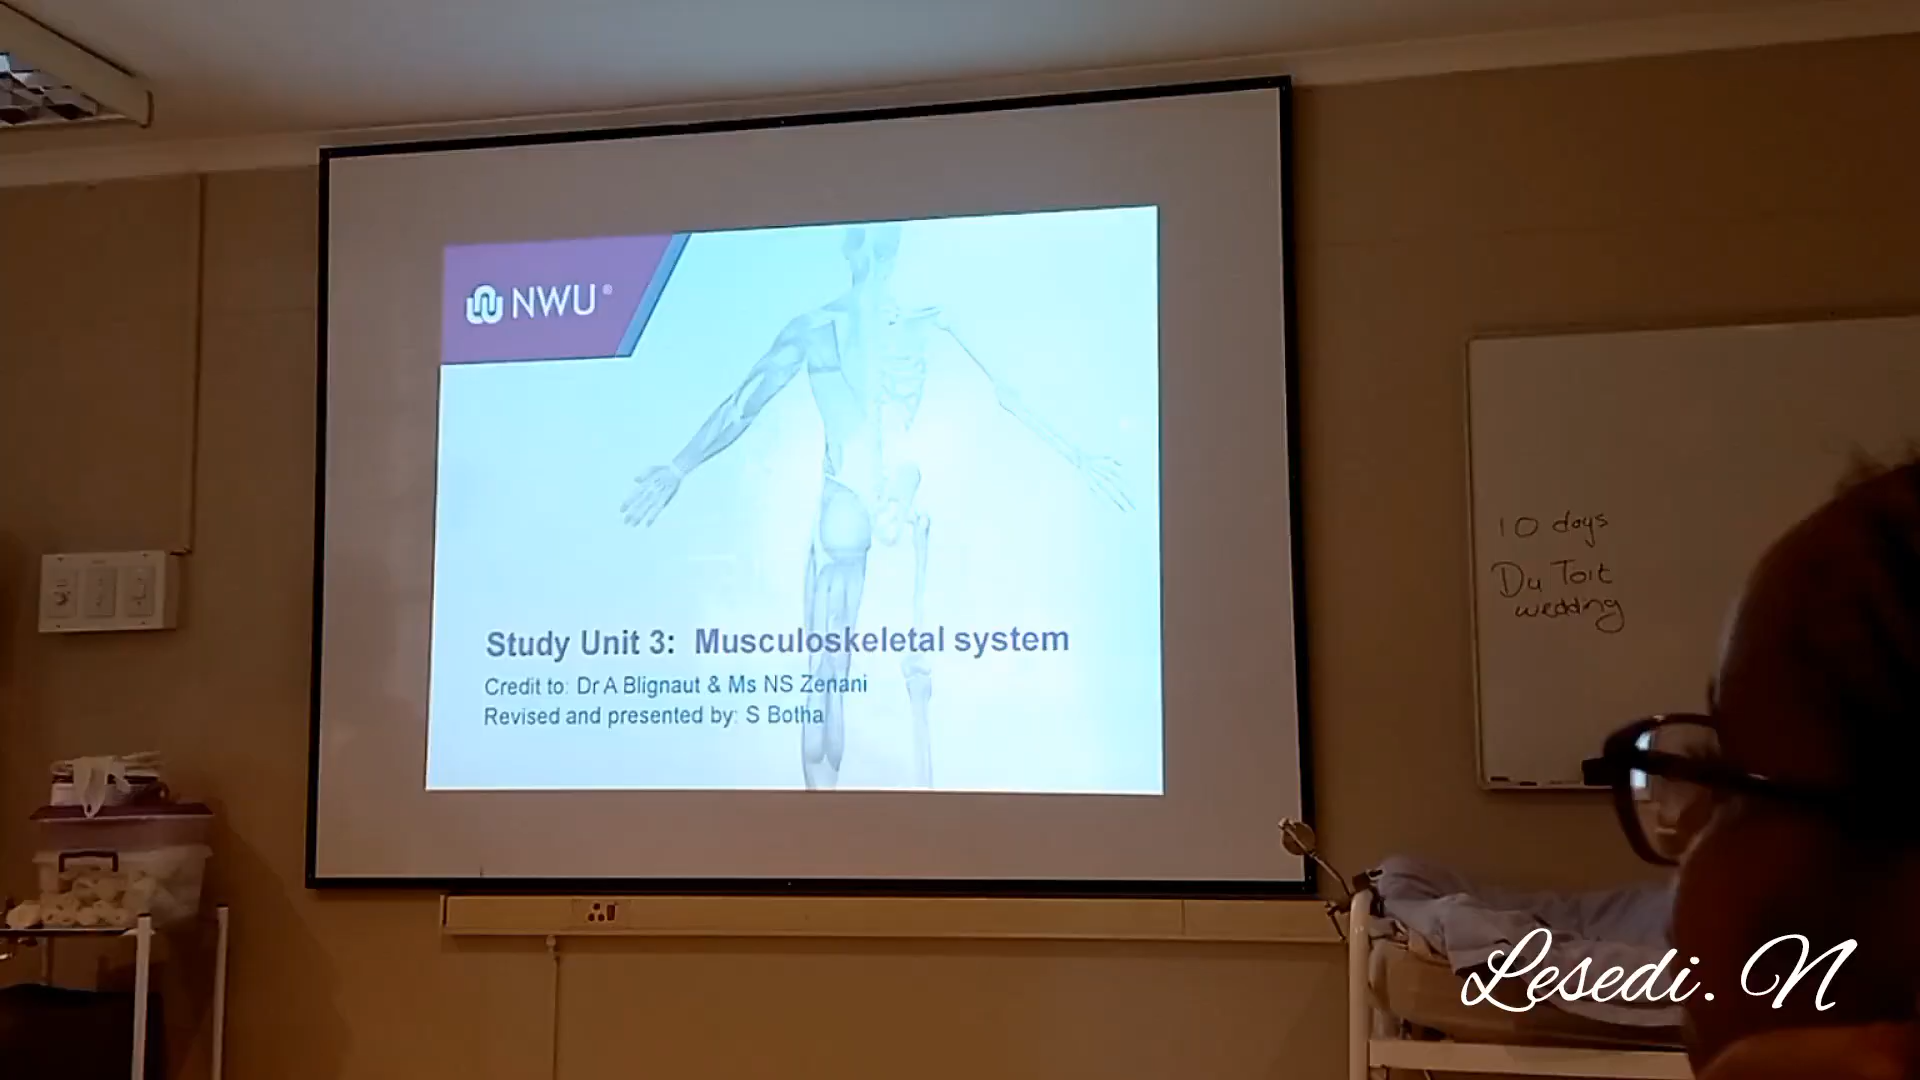 NWU®
Study Unit 3: Musculoskeletal system
Credit to: Dr A Blignaut & Ms NS Zenani
Revised and presented by: S Botha
10 days
Du Toit
wedding
Lesedi. N